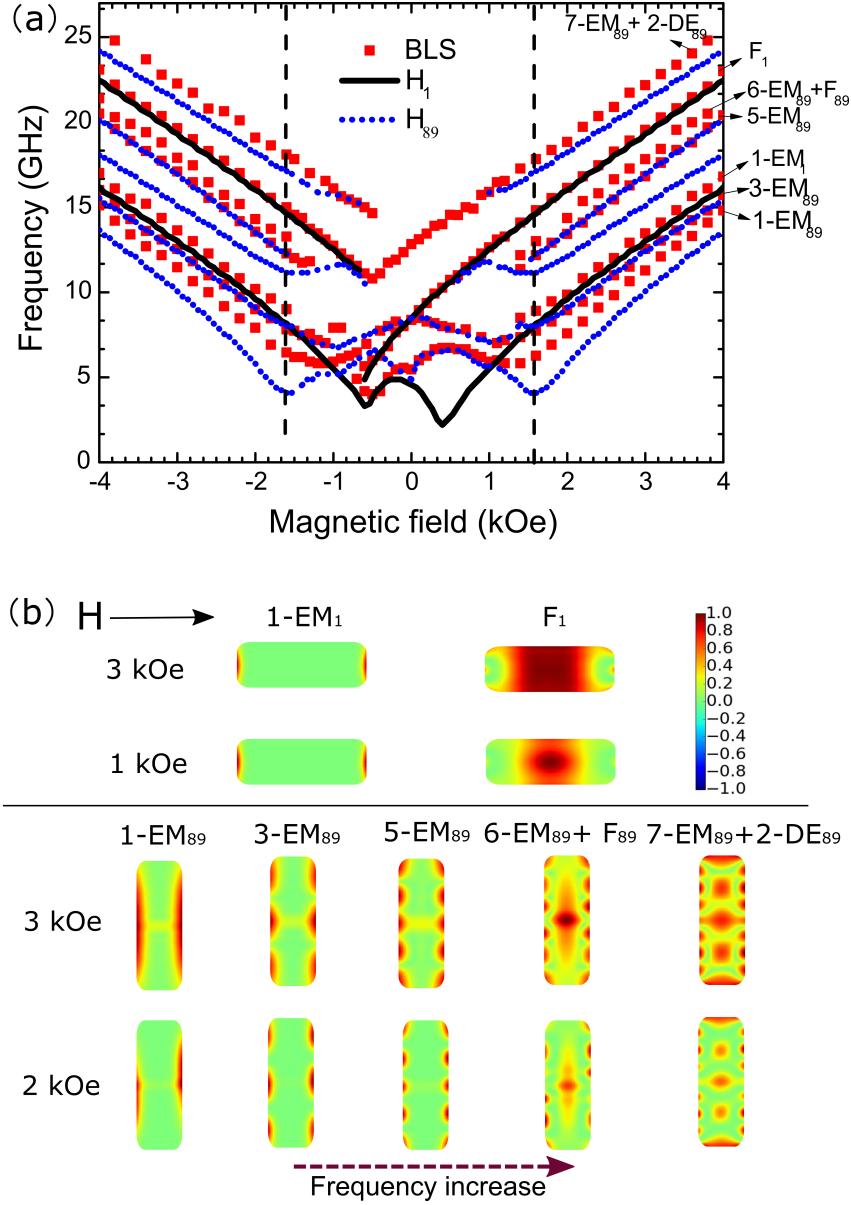 (a)
7-EM89+ 2-DE89
F1
6-EM89+F89
5-EM89
1-EM1
3-EM89
1-EM89
BLS
H1
H89
Frequency (GHz)
25
20
15
10
5
0
-4 -3 -2 -1 0 1 2 3 4
Magnetic field (kOe)
(b) H
1-EM1 F1
3 kOe
1 kOe
1.0
0.8
0.6
0.4
0.2
0.0
−0.2
−0.4
−0.6
−0.8
−1.0
1-EM89 3-EM89 5-EM89 6-EM89+ F89 7-EM89+2-DE89
3 kOe
2 kOe
Frequency increase